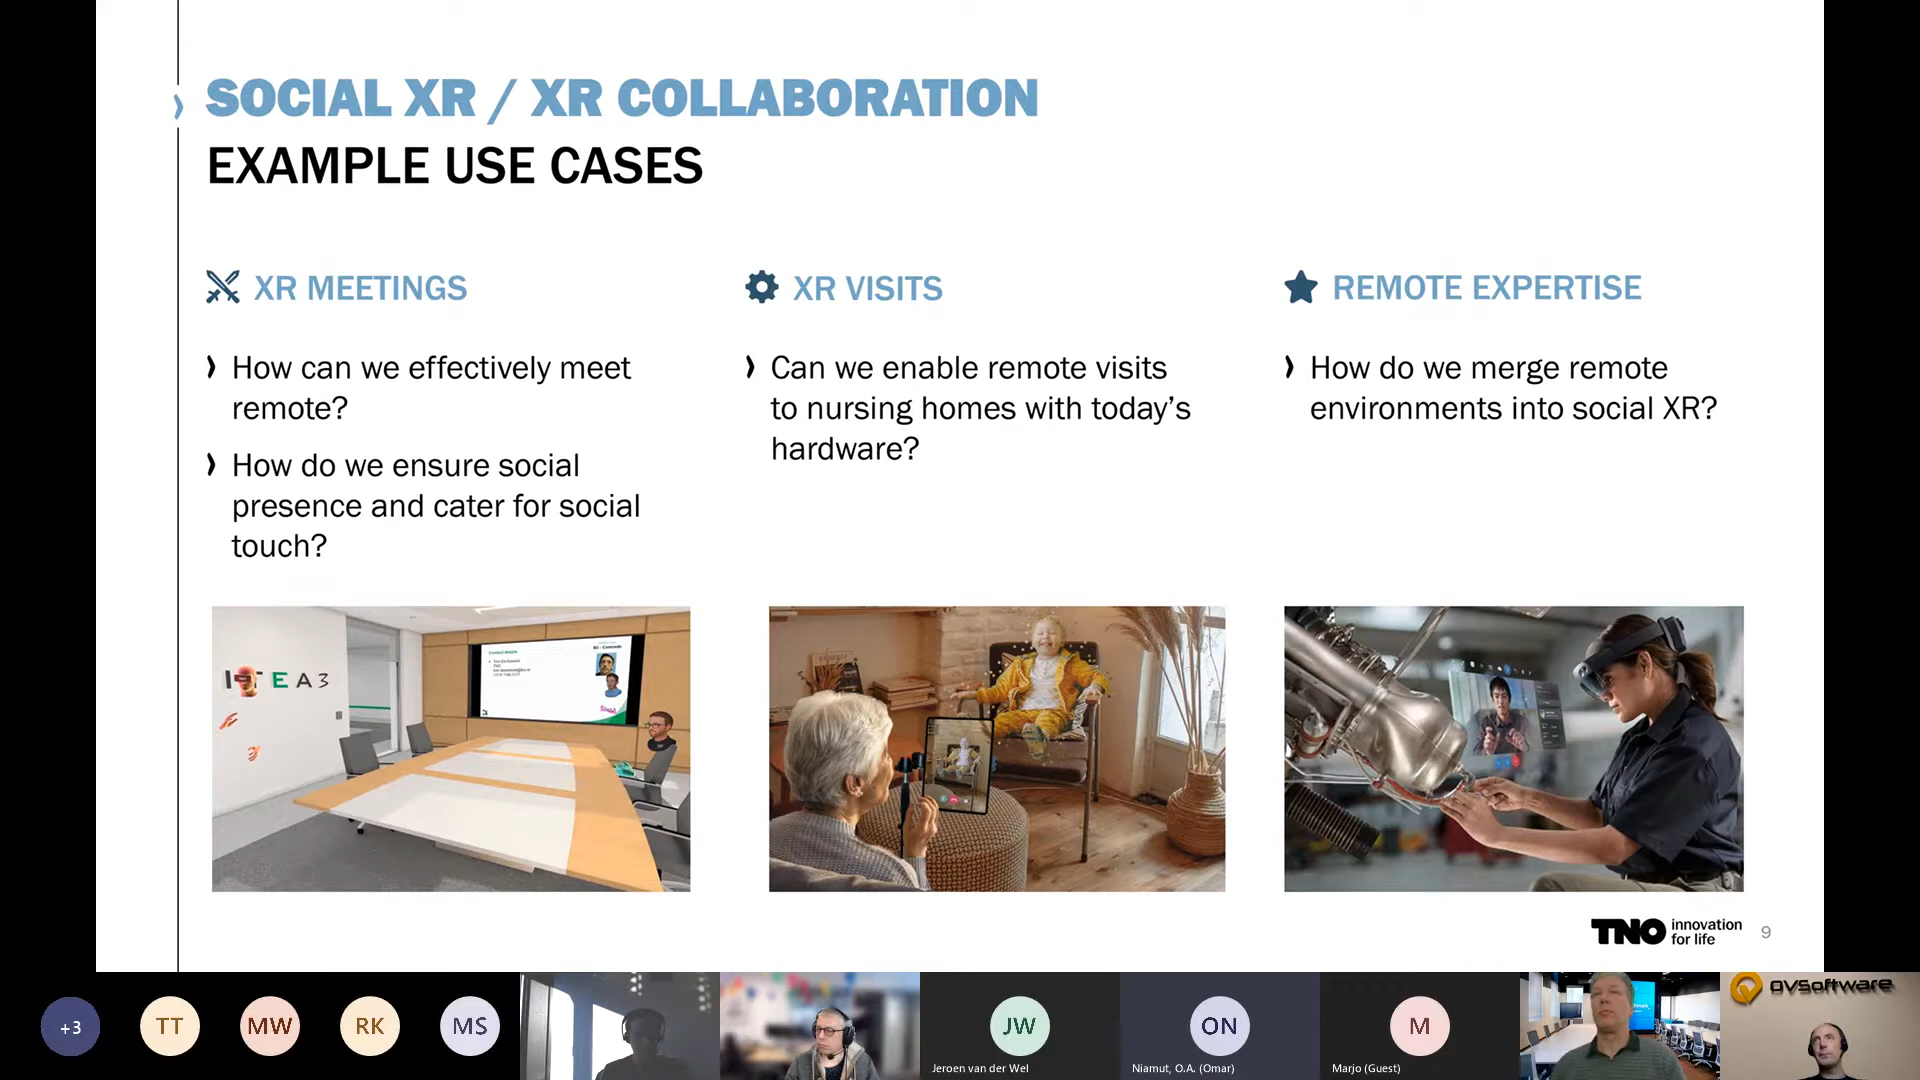 SOCIAL XR / XR COLLABORATION
EXAMPLE USE CASES
XR MEETINGS
How can we effectively meet
remote?
How do we ensure social
presence and cater for social
touch?
XR VISITS
Can we enable remote visits
to nursing homes with today's
hardware?
REMOTE EXPERTISE
How do we merge remote
environments into social XR?
ITEA3
TNO innovation
for life
9
+3
TT
MW
RK
MS
JW
Jeroen van der Wel
ON
Niamut, O.A. (Omar)
M
Marjo (Guest)
OVSoftware